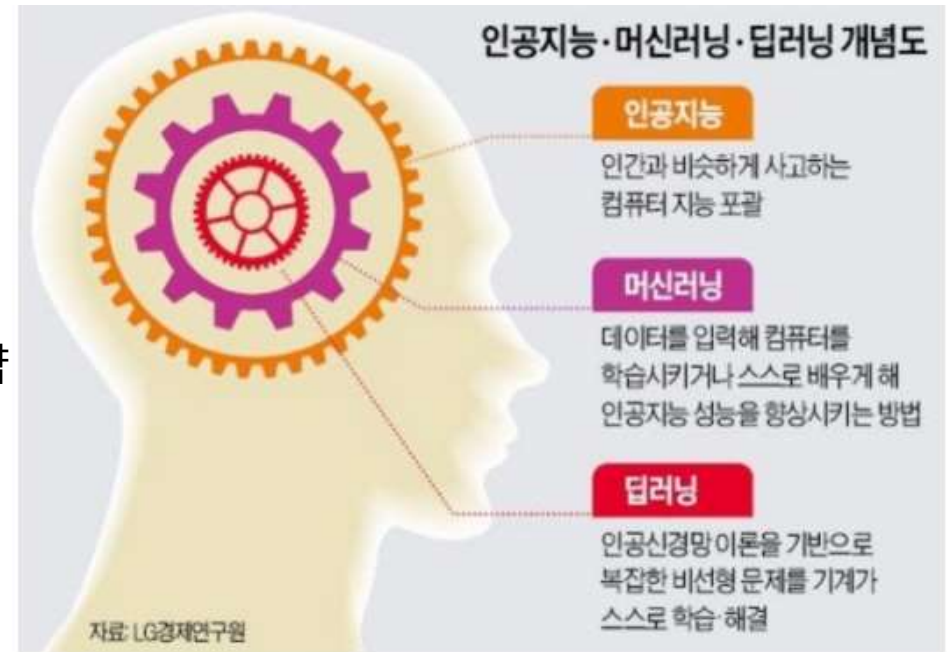 인공지능·머신러닝·딥러닝 개념도
인공지능
인간과 비슷하게 사고하는
컴퓨터 지능 포괄
머신러닝
데이터를 입력해 컴퓨터를
학습시키거나 스스로 배우게 해
인공지능 성능을 향상시키는 방법
딥러닝
인공신경망 이론을 기반으로
복잡한 비선형 문제를 기계가
스스로 학습·해결
자료: LG경제연구원